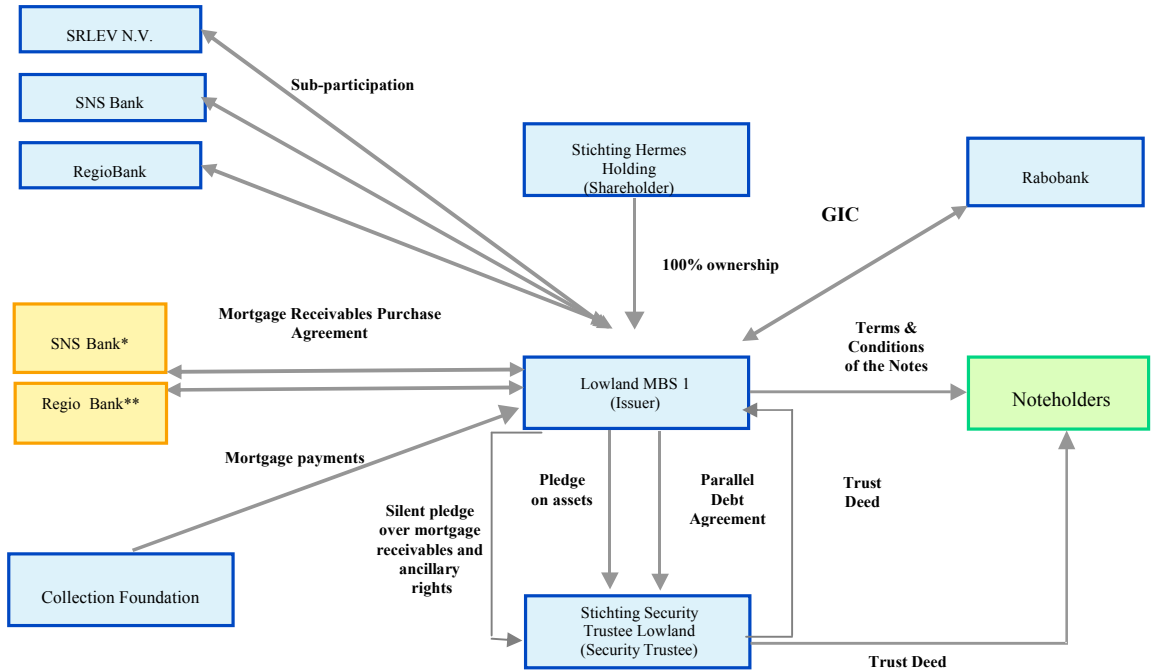 SRLEV N.V.
Sub-participation
SNS Bank
RegioBank
Stichting Hermes
Holding
(Shareholder)
Rabobank
GIC
100% ownership
Mortgage Receivables Purchase
Agreement
Terms &
Conditions
of the Notes
SNS Bank*
Regio Bank**
Lowland MBS 1
(Issuer)
Noteholders
Mortgage payments
Pledge
on assets
Parallel
Debt
Agreement
Trust
Deed
Silent pledge
over mortgage
receivables and
ancillary
rights
Collection Foundation
Stichting Security
Trustee Lowland
(Security Trustee)
Trust Deed